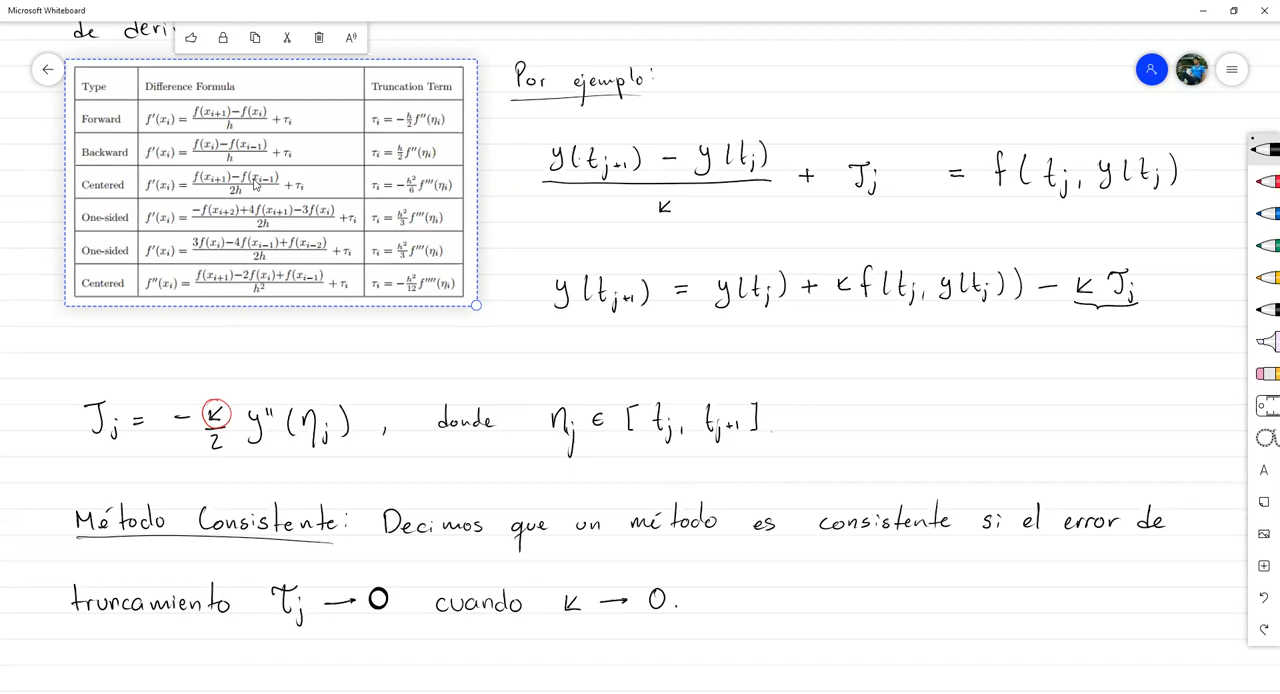 Microsoft Whiteboard
de deri
Type Difference Formula Truncation Term
Forward f'(x_i) = (f(x_{i+1})−f(x_i))/h + τ_i τ_i = −h/2 f''(η_i)
Backward f'(x_i) = (f(x_i)−f(x_{i−1}))/h + τ_i τ_i = h/2 f''(η_i)
Centered f'(x_i) = (f(x_{i+1})−f(x_{i−1}))/2h + τ_i τ_i = −h²/6 f'''(η_i)
One-sided f'(x_i) = (−f(x_{i+2})+4f(x_{i+1})−3f(x_i))/2h + τ_i τ_i = h²/3 f'''(η_i)
One-sided f'(x_i) = (3f(x_i)−4f(x_{i−1})+f(x_{i−2}))/2h + τ_i τ_i = h²/3 f'''(η_i)
Centered f''(x_i) = (f(x_{i+1})−2f(x_i)+f(x_{i−1}))/h² + τ_i τ_i = −h²/12 f''''(η_i)
Por ejemplo:
(y(t_{j+1}) − y(t_j))/k + τ_j = f(t_j, y(t_j)
y(t_{j+1}) = y(t_j) + k f(t_j, y(t_j)) − k τ_j
τ_j = − k/2 y''(η_j), donde η_j ∈ [t_j, t_{j+1}].
Método Consistente: Decimos que un método es consistente si el error de
truncamiento τ_j → 0 cuando k → 0.